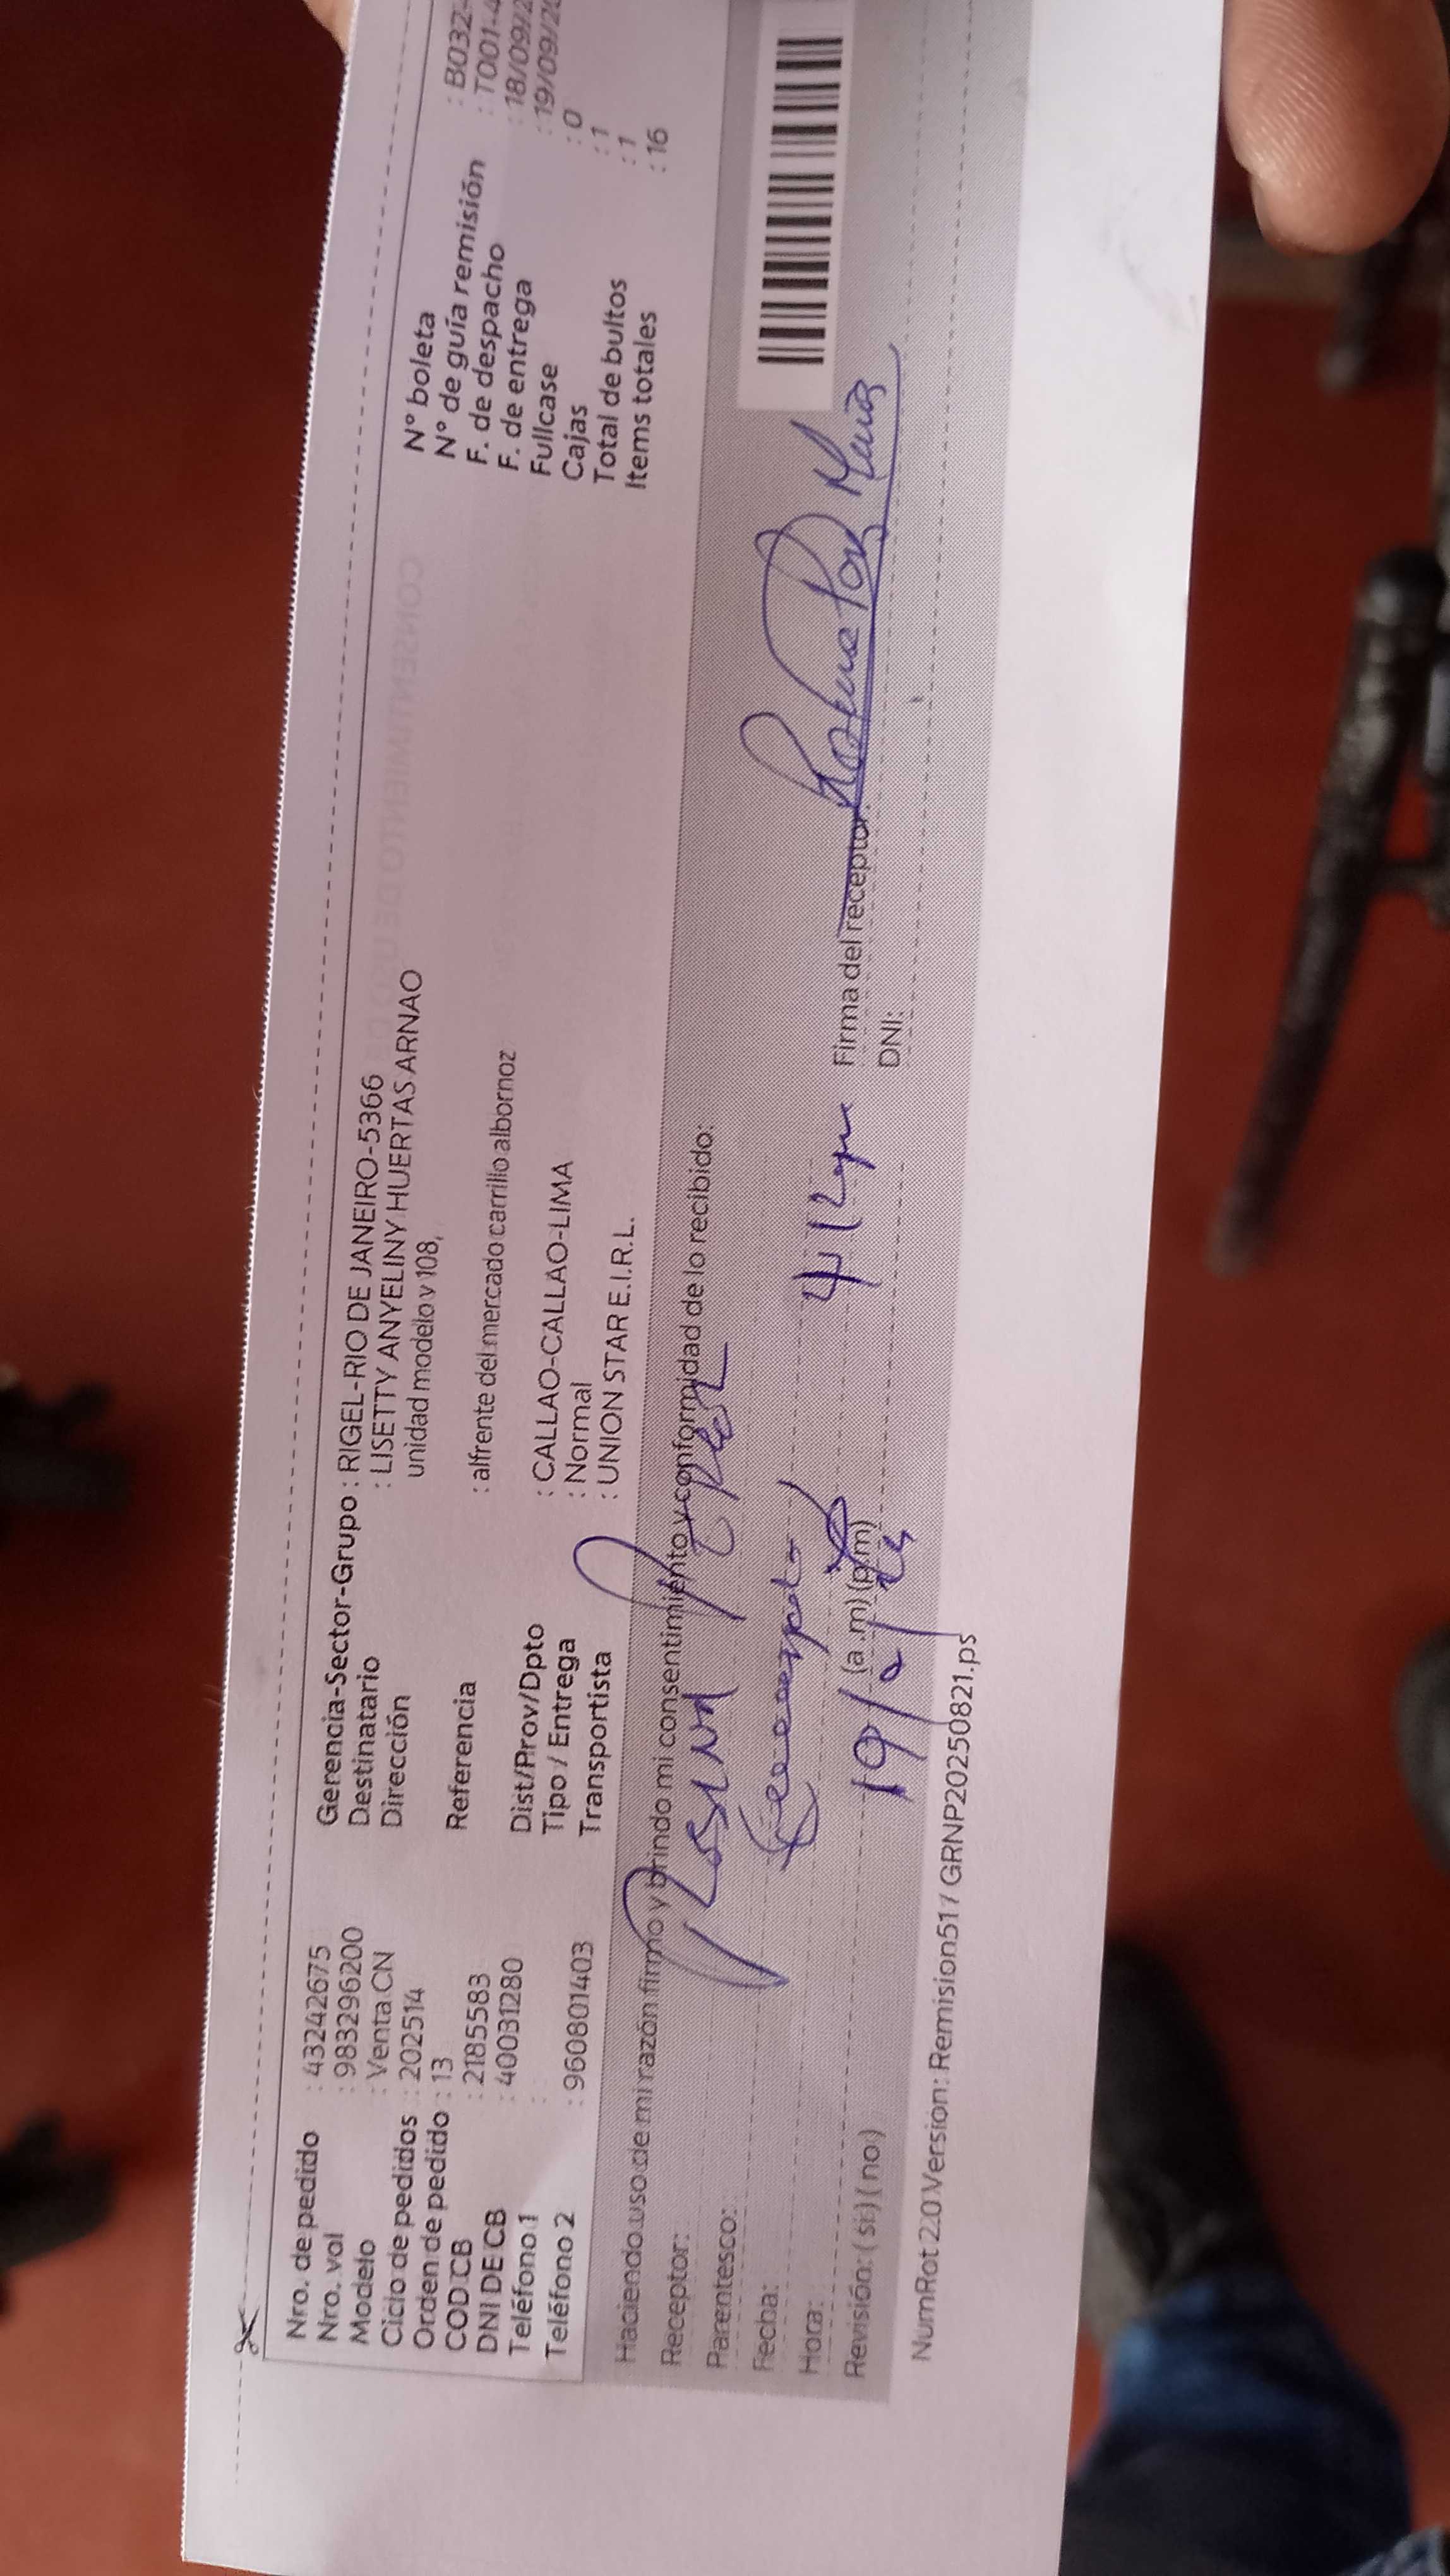 Nro. de pedido : 43242675
Nro. vol : 983296200
Modelo : Venta CN
Ciclo de pedidos : 202514
Orden de pedido : 13
COD CB : 2185583
DNI DE CB : 40031280
Teléfono 1 :
Teléfono 2 : 960801403
Gerencia-Sector-Grupo : RIGEL-RIO DE JANEIRO-5366
Destinatario : LISETTY ANYELINY HUERTAS ARNAO
Dirección unidad modelo v 108,
Referencia : alfrente del mercado carrillo albornoz
Dist/Prov/Dpto : CALLAO-CALLAO-LIMA
Tipo / Entrega : Normal
Transportista : UNION STAR E.I.R.L.
N° boleta : B032-
N° de guía remisión : T001-4
F. de despacho : 18/09/2
F. de entrega : 19/09/20
Fullcase : 0
Cajas : 1
Total de bultos : 1
Items totales : 16
Haciendo uso de mi razón firmo y brindo mi consentimiento y conformidad de lo recibido:
Receptor:
Parentesco:
Fecha:
Hora: (a.m) (p.m)
Revisión: ( si ) ( no )
Firma del receptor:
DNI:
NumRot 2.0 Version: Remision517 GRNP20250821.ps